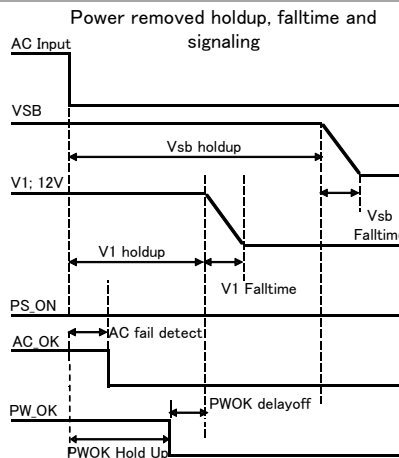 Power removed holdup, falltime and
signaling
AC Input
VSB
Vsb holdup
V1; 12V
Vsb
Falltime
V1 holdup
V1 Falltime
PS_ON
AC fail detect
AC_OK
PWOK delayoff
PW_OK
PWOK Hold Up